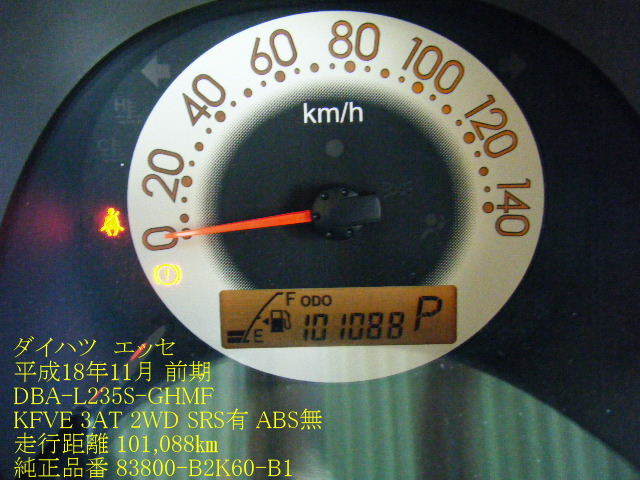 0 20 40 60 80 100 120 140
km/h
F ODO
E 101088 P
ダイハツ エッセ
平成18年11月 前期
DBA-L235S-GHMF
KFVE 3AT 2WD SRS有 ABS無
走行距離 101,088km
純正品番 83800-B2K60-B1